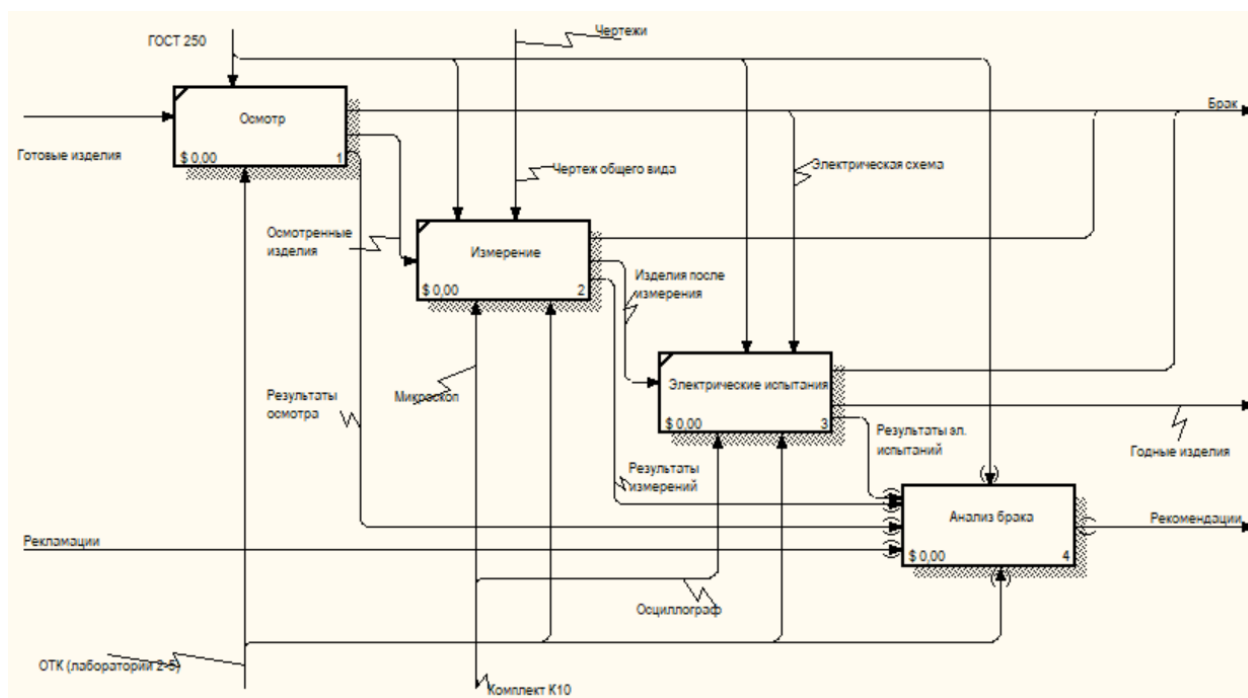 ГОСТ 250
Чертежи
Осмотр
$ 0,00
1
Брак
Готовые изделия
Чертеж общего вида
Электрическая схема
Осмотренные
изделия
Измерение
$ 0,00
2
Изделия после
измерения
Электрические испытания
$ 0,00
3
Микроскоп
Результаты
осмотра
Результаты эл.
испытаний
Годные изделия
Результаты
измерений
Анализ брака
$ 0,00
4
Рекомендации
Рекламации
Осциллограф
ОТК (лаборатории 2-5)
Комплект К10